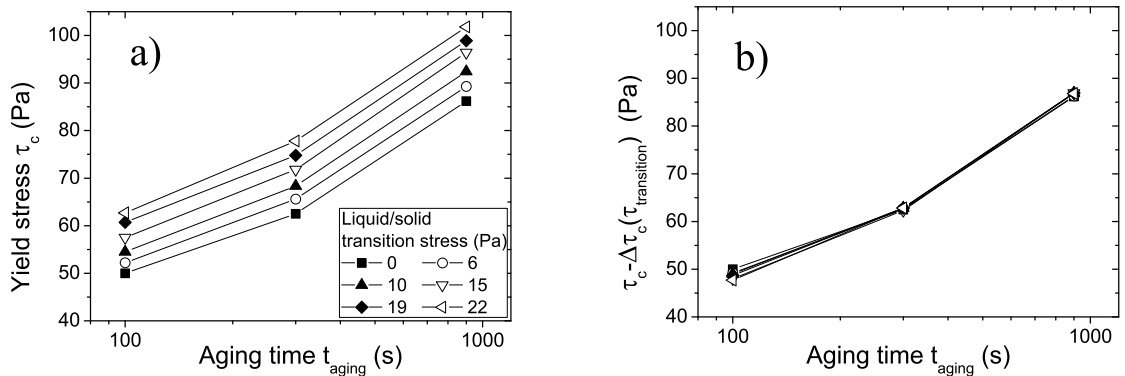 a)
100
90
80
70
60
50
40
Yield stress τc (Pa)
Liquid/solid
transition stress (Pa)
0 6
10 15
19 22
100 1000
Aging time taging (s)
b)
100
90
80
70
60
50
40
τc-Δτc(τtransition) (Pa)
100 1000
Aging time taging (s)